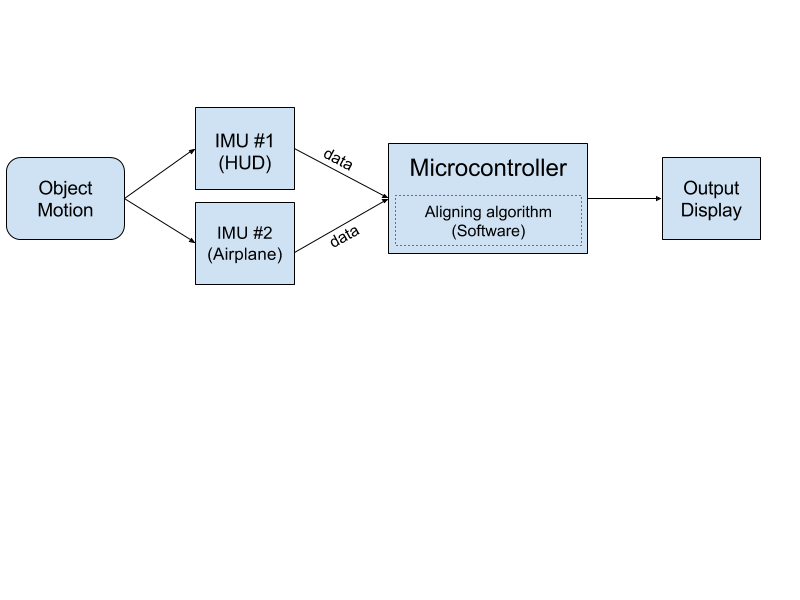 Object
Motion
IMU #1
(HUD)
IMU #2
(Airplane)
data
data
Microcontroller
Aligning algorithm
(Software)
Output
Display